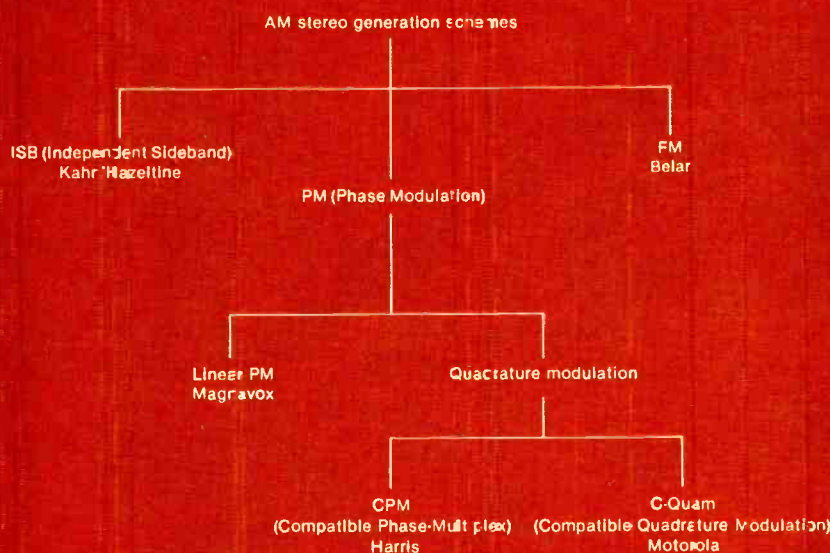 AM stereo generation schemes
ISB (Independent Sideband)
Kahn/Hazeltine
FM
Belar
PM (Phase Modulation)
Linear PM
Magnavox
Quadrature modulation
CPM
(Compatible Phase-Multiplex)
Harris
C-Quam
(Compatible Quadrature Modulation)
Motorola